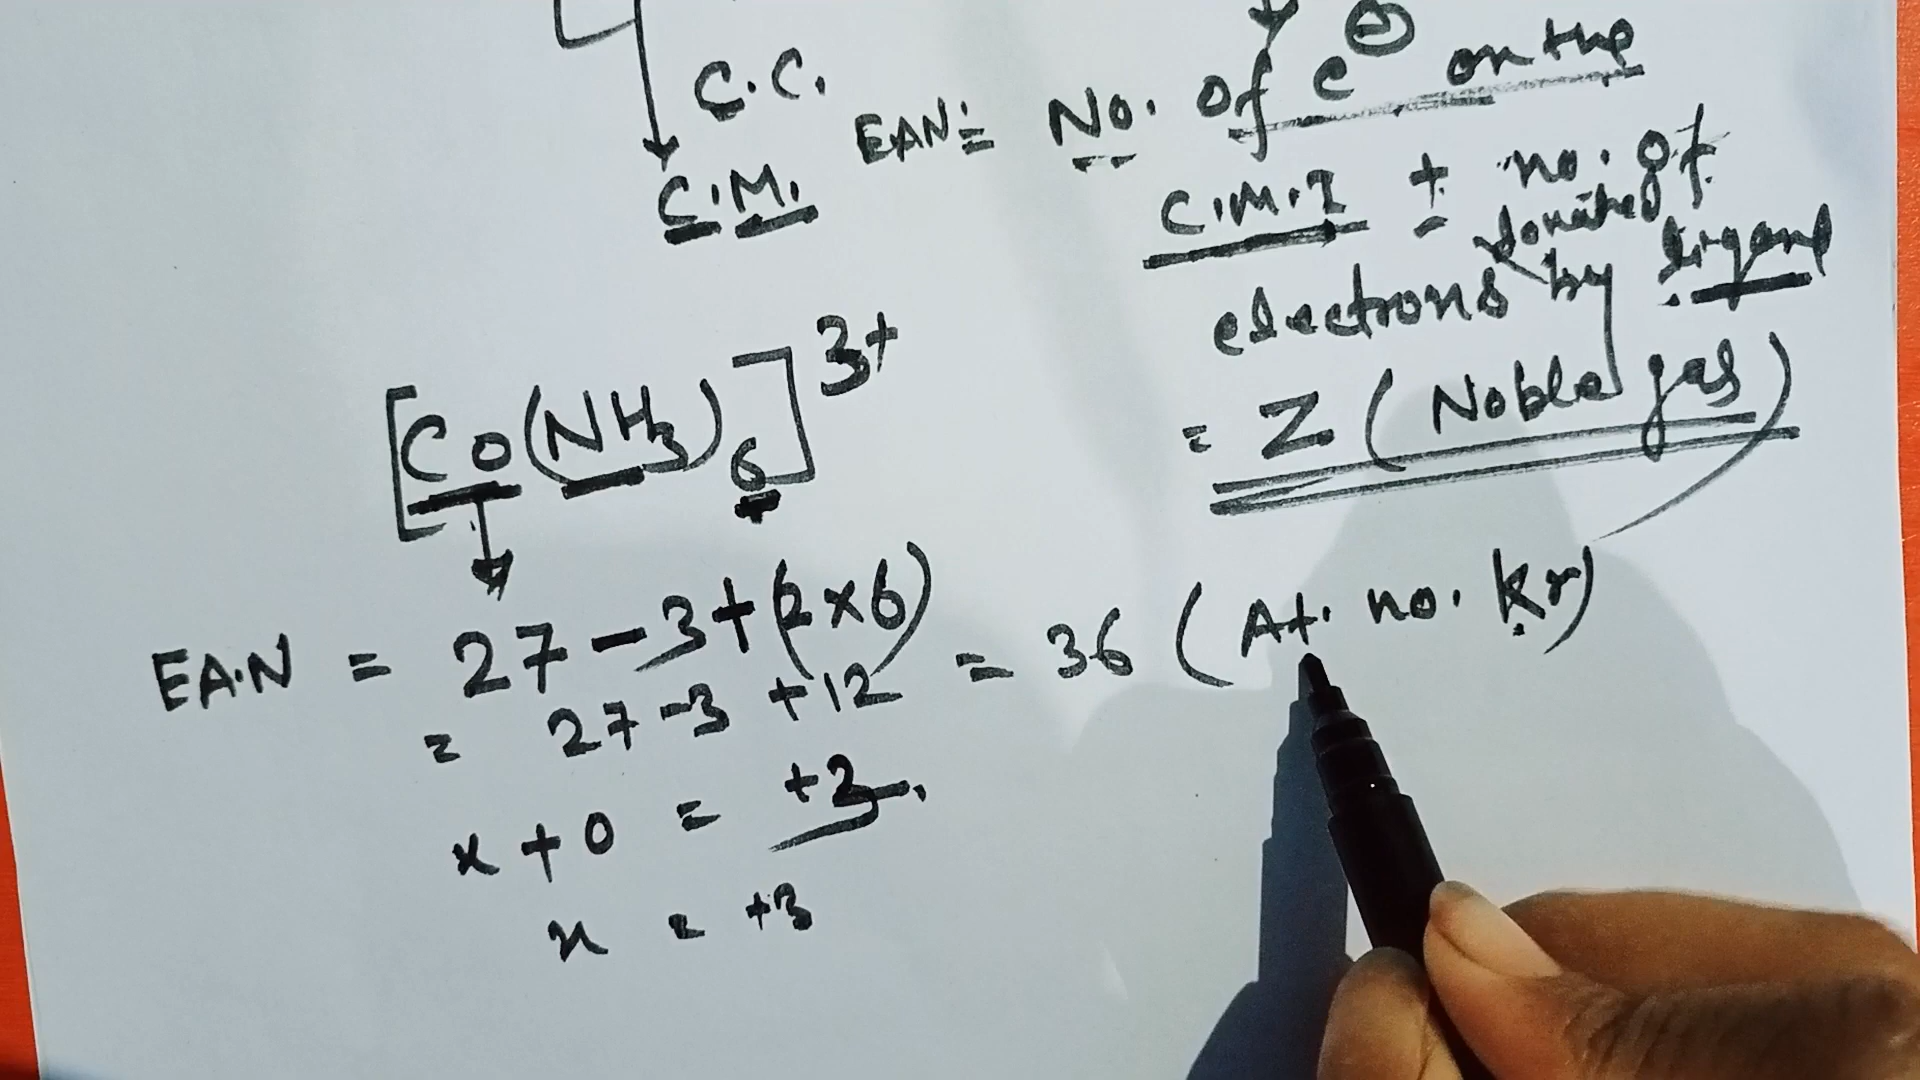 C.C.
C.M.
EAN = No. of e⊖ on the
C.M.I + no. of
donated
electrons by ligand
= Z (Noble gas)
[Co(NH3)6]3+
EA.N = 27 - 3 + (2 x 6) = 36 (At. no. Kr)
= 27 - 3 + 12
x + 0 = +3
x = +3